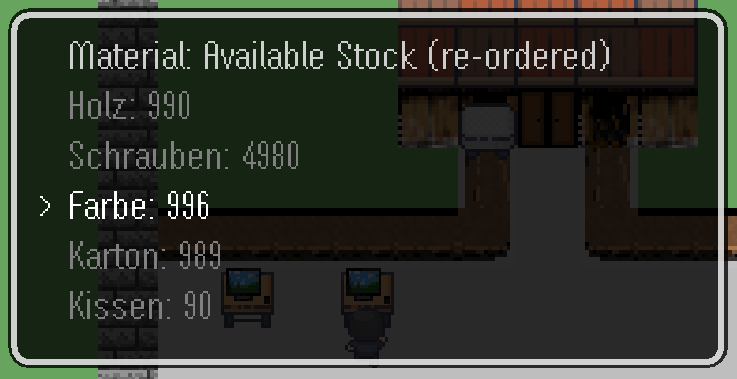 Material: Available Stock (re-ordered)
Holz: 990
Schrauben: 4980
> Farbe: 996
Karton: 989
Kissen: 90